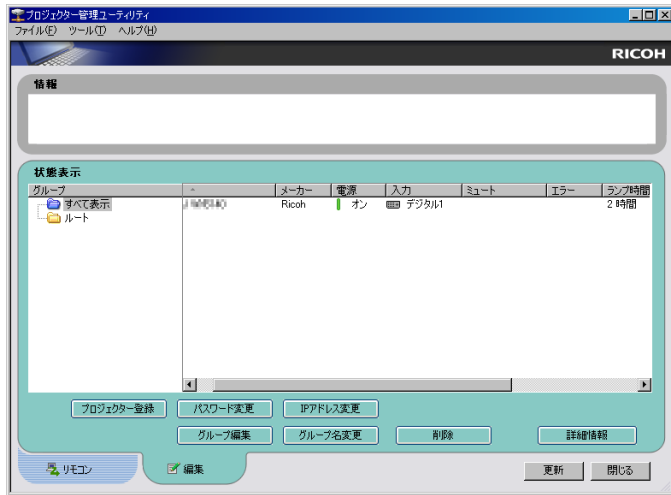 プロジェクター管理ユーティリティ
ファイル(F) ツール(T) ヘルプ(H)
RICOH
情報
状態表示
グループ メーカー 電源 入力 ミュート エラー ランプ時間
すべて表示 Ricoh オン デジタル1 2 時間
ルート
プロジェクター登録 パスワード変更 IPアドレス変更
グループ編集 グループ名変更 削除 詳細情報
リモコン 編集 更新 閉じる